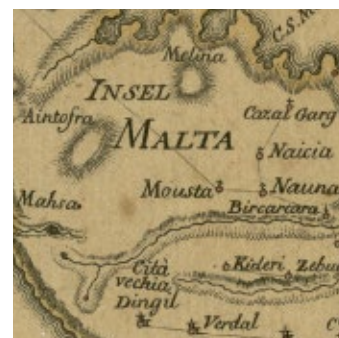 C.S.M
Melina
INSEL
Cazal Garg
Aintofra
MALTA
Naicia
Mousta
Nauna
Mahsa
Bircarcara
Cità
vechia
Kideri
Zebu
Dingil
Verdal